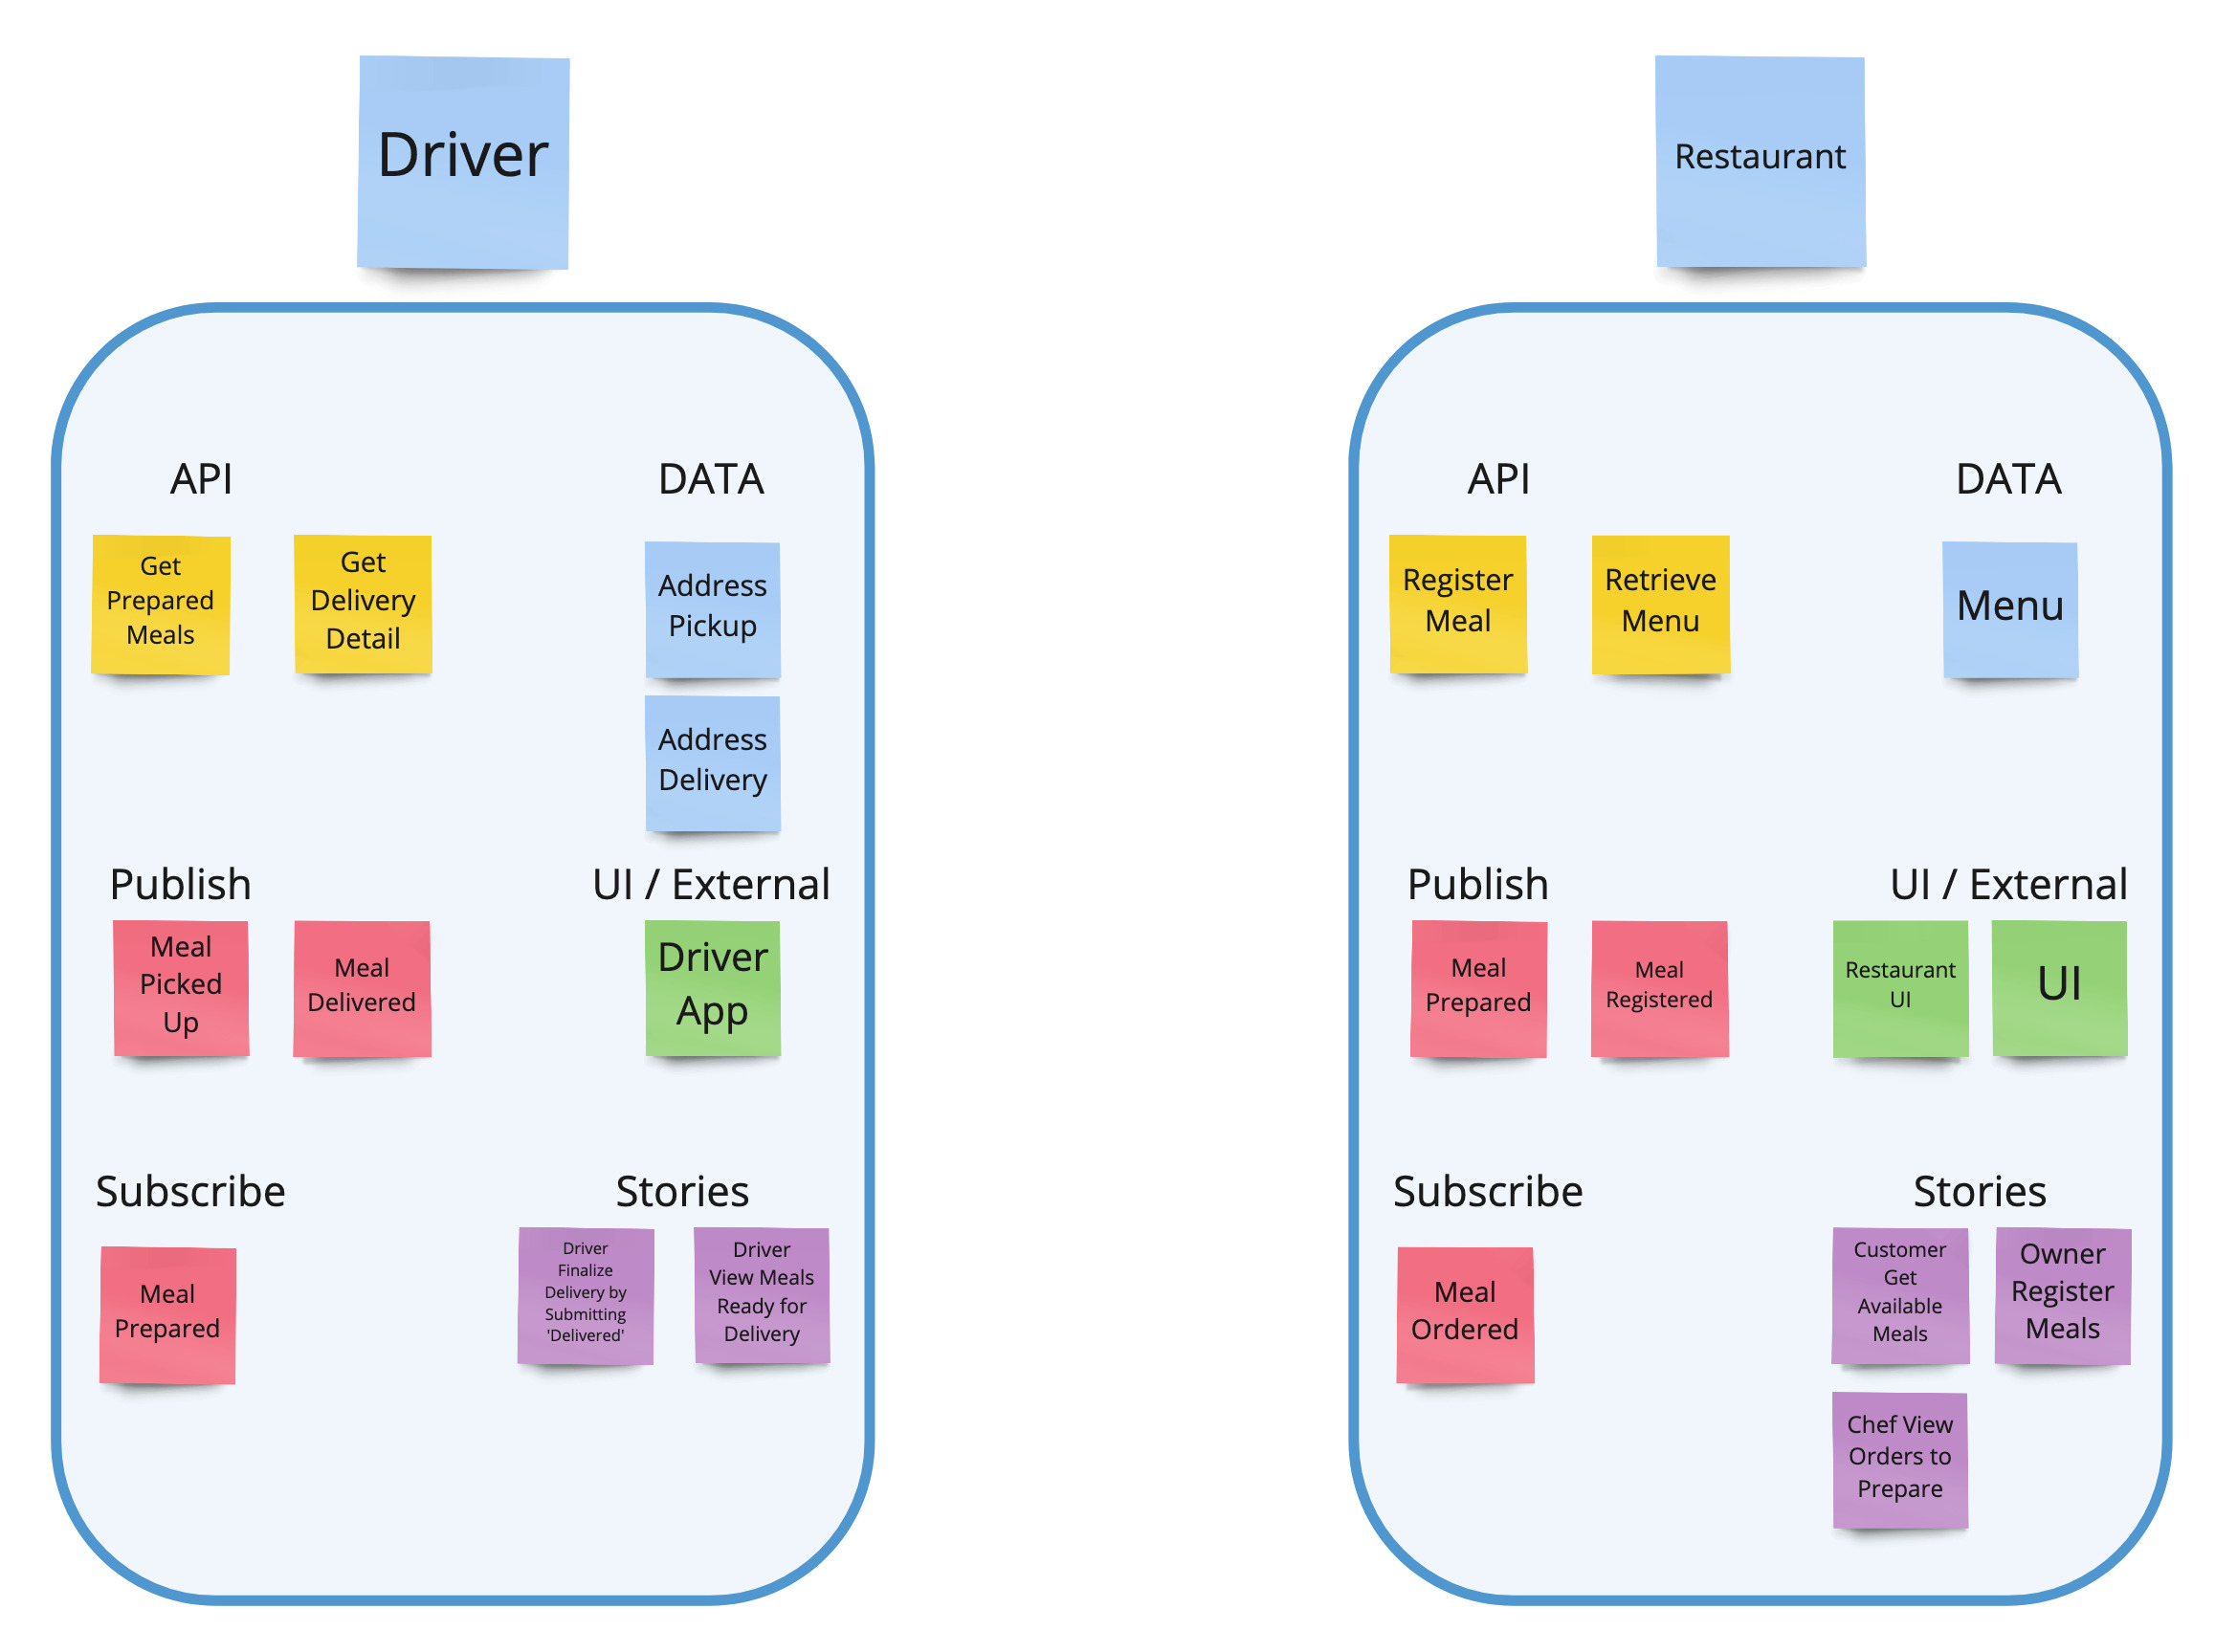 Driver
API
DATA
Get
Prepared
Meals
Get
Delivery
Detail
Address
Pickup
Address
Delivery
Publish
UI / External
Meal
Picked
Up
Meal
Delivered
Driver
App
Subscribe
Stories
Meal
Prepared
Driver
Finalize
Delivery by
Submitting
'Delivered'
Driver
View Meals
Ready for
Delivery
Restaurant
API
DATA
Register
Meal
Retrieve
Menu
Menu
Publish
UI / External
Meal
Prepared
Meal
Registered
Restaurant
UI
UI
Subscribe
Stories
Meal
Ordered
Customer
Get
Available
Meals
Owner
Register
Meals
Chef View
Orders to
Prepare